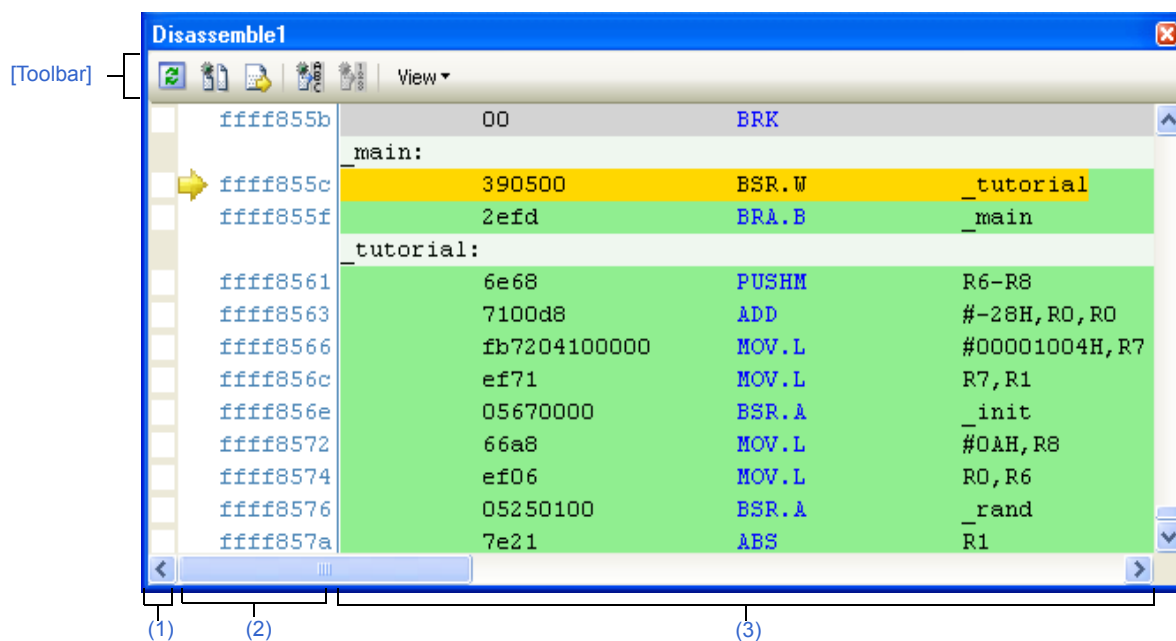 Disassemble1
[Toolbar]
View
ffff855b 00 BRK
_main:
ffff855c 390500 BSR.W _tutorial
ffff855f 2efd BRA.B _main
_tutorial:
ffff8561 6e68 PUSHM R6-R8
ffff8563 7100d8 ADD #-28H,R0,R0
ffff8566 fb7204100000 MOV.L #00001004H,R7
ffff856c ef71 MOV.L R7,R1
ffff856e 05670000 BSR.A _init
ffff8572 66a8 MOV.L #0AH,R8
ffff8574 ef06 MOV.L R0,R6
ffff8576 05250100 BSR.A _rand
ffff857a 7e21 ABS R1
(1) (2) (3)